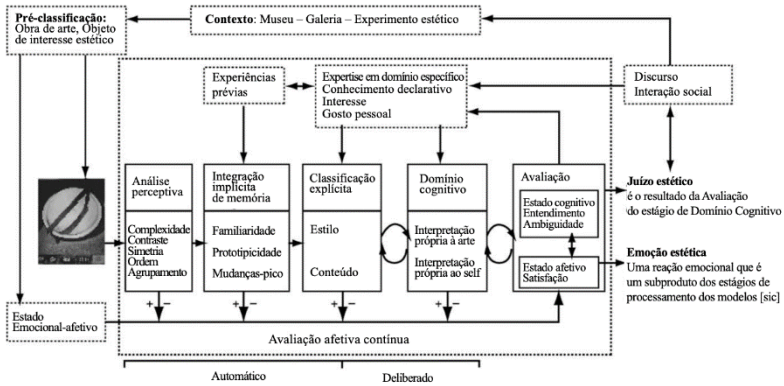 Pré-classificação:
Obra de arte, Objeto
de interesse estético
Contexto: Museu – Galeria – Experimento estético
Experiências
prévias
Expertise em domínio específico
Conhecimento declarativo
Interesse
Gosto pessoal
Discurso
Interação social
Análise
perceptiva
Integração
implícita
de memória
Classificação
explícita
Domínio
cognitivo
Avaliação
Complexidade
Contraste
Simetria
Ordem
Agrupamento
Familiaridade
Prototipicidade
Mudanças-pico
Estilo
Conteúdo
Interpretação
própria à arte
Interpretação
própria ao self
Estado cognitivo
Entendimento
Ambiguidade
Estado afetivo
Satisfação
Juízo estético
é o resultado da Avaliação
do estágio de Domínio Cognitivo
Emoção estética
Uma reação emocional que é
um subproduto dos estágios de
processamento dos modelos [sic]
+ –
+ –
+ –
+ –
Estado
Emocional-afetivo
Avaliação afetiva contínua
Automático
Deliberado